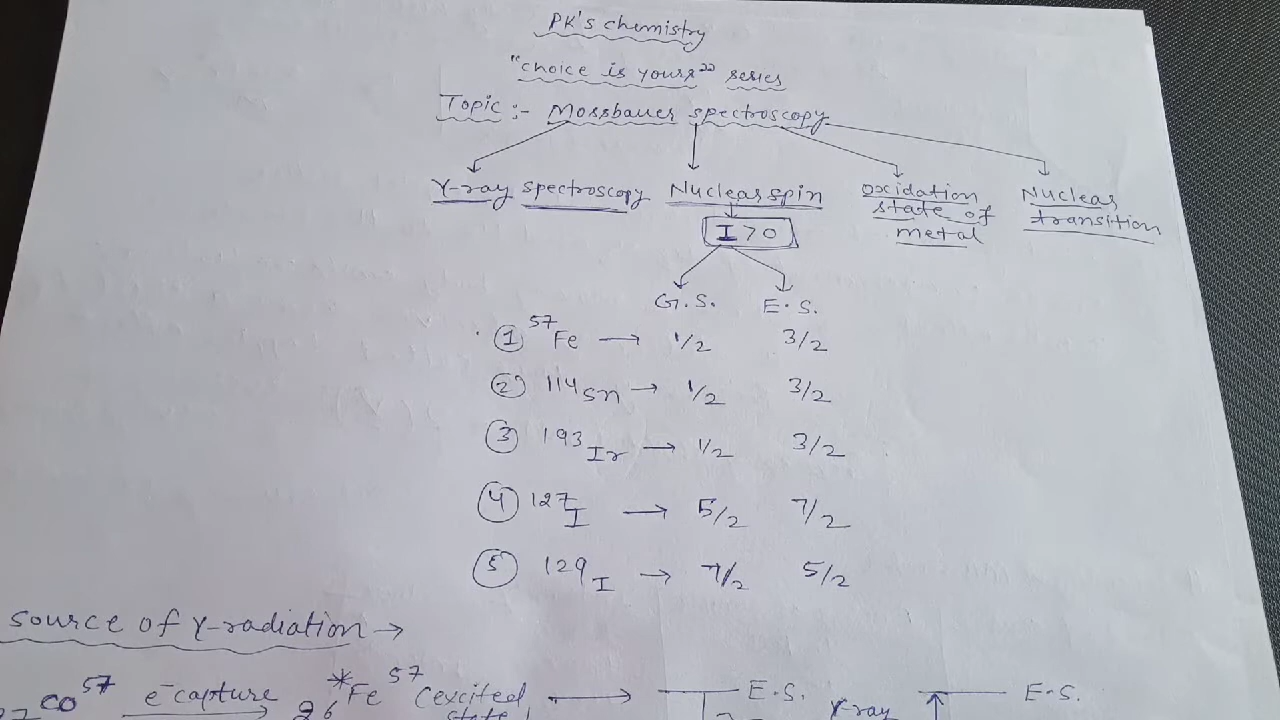 PK's chemistry
"choice is yours" series
Topic :- Mossbauer spectroscopy
γ-ray spectroscopy Nuclear spin oxidation state of metal Nuclear transition
I > 0
G.S. E.S.
① 57Fe → 1/2 3/2
② 114Sn → 1/2 3/2
③ 193Ir → 1/2 3/2
④ 127I → 5/2 7/2
⑤ 129I → 7/2 5/2
source of γ-radiation →
27Co57 e-capture → 26*Fe57 (excited state) → E.S. γ-ray E.S.